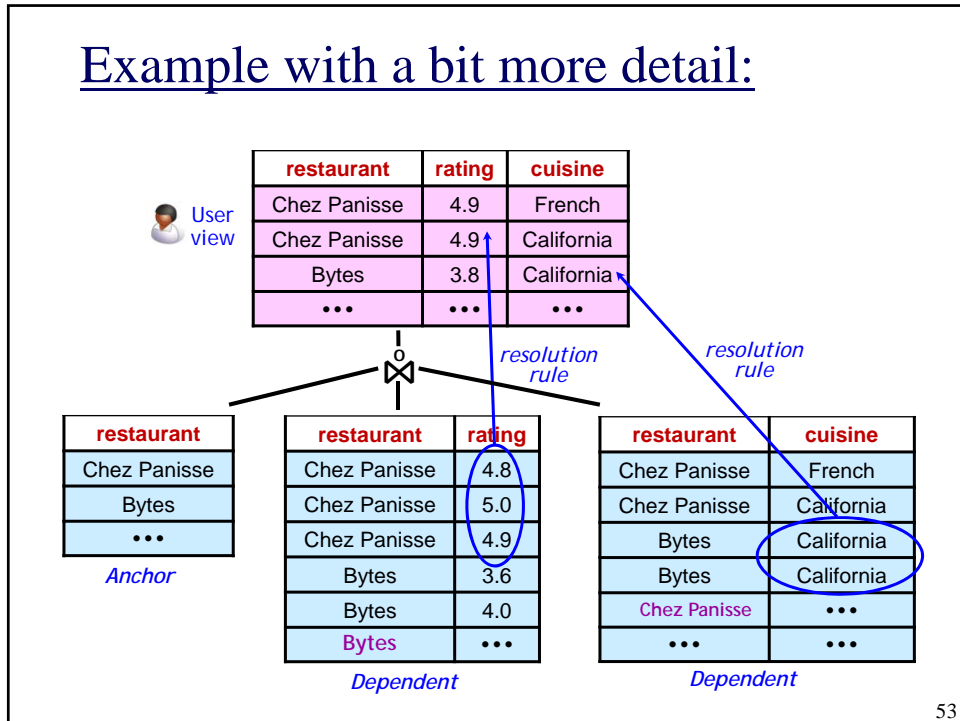 Example with a bit more detail:
restaurant rating cuisine
Chez Panisse 4.9 French
Chez Panisse 4.9 California
Bytes 3.8 California
••• ••• •••
User
view
o
resolution
rule
resolution
rule
restaurant
Chez Panisse
Bytes
•••
Anchor
restaurant rating
Chez Panisse 4.8
Chez Panisse 5.0
Chez Panisse 4.9
Bytes 3.6
Bytes 4.0
Bytes •••
Dependent
restaurant cuisine
Chez Panisse French
Chez Panisse California
Bytes California
Bytes California
Chez Panisse •••
••• •••
Dependent
53